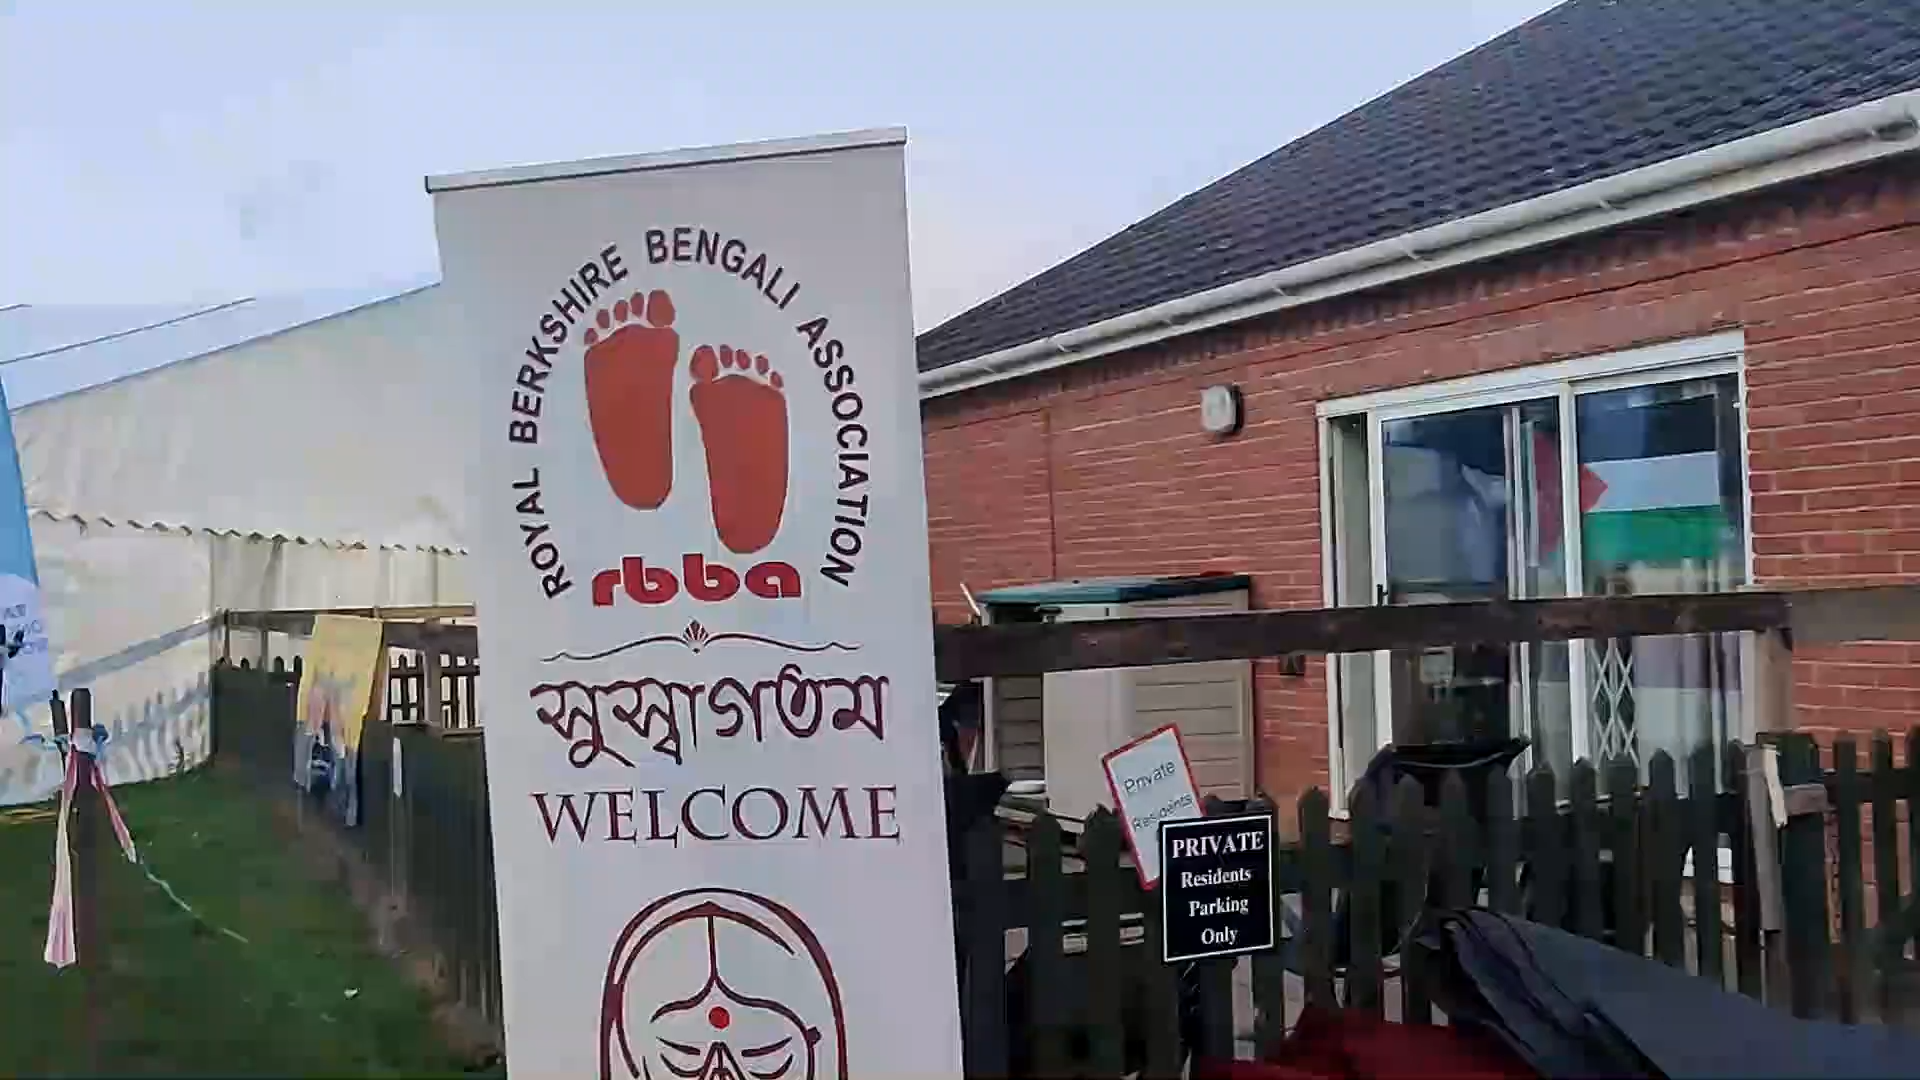 ROYAL BERKSHIRE BENGALI ASSOCIATION
rbba
সুস্বাগতম
WELCOME
Private
Residents
PRIVATE
Residents
Parking
Only